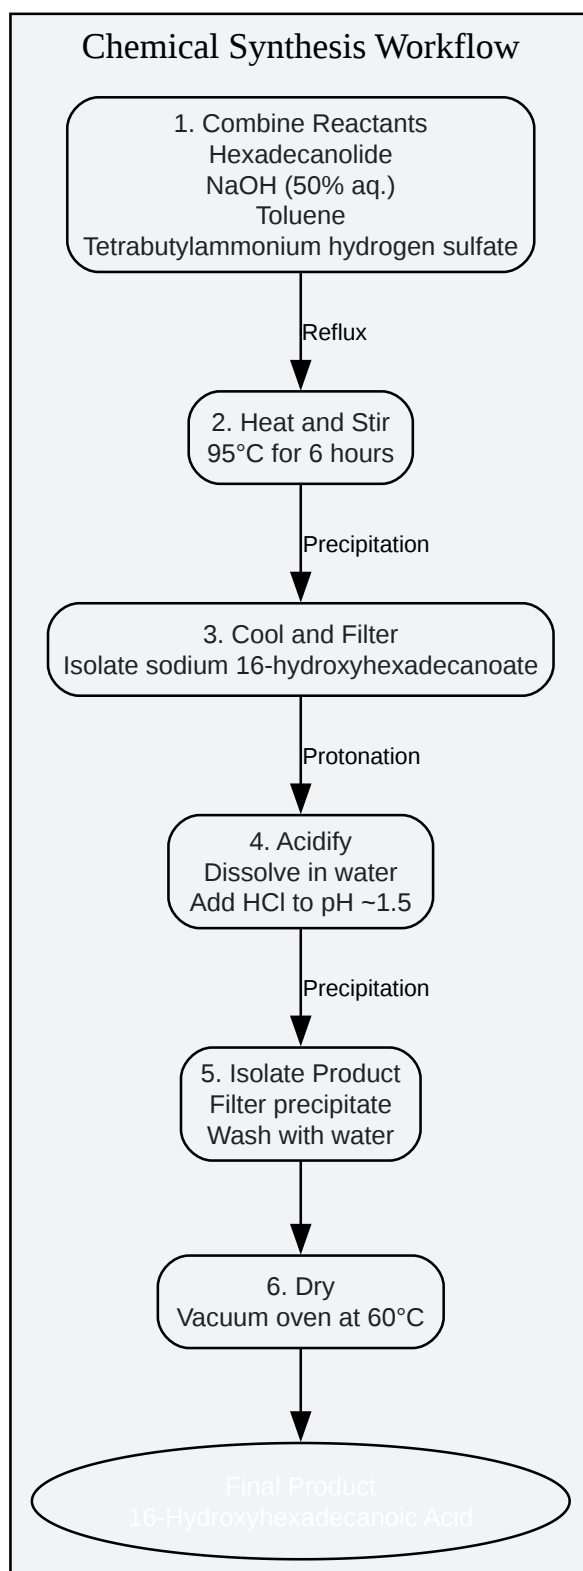 Chemical Synthesis Workflow
1. Combine Reactants
Hexadecanolide
NaOH (50% aq.)
Toluene
Tetrabutylammonium hydrogen sulfate
Reflux
2. Heat and Stir
95°C for 6 hours
Precipitation
3. Cool and Filter
Isolate sodium 16-hydroxyhexadecanoate
Protonation
4. Acidify
Dissolve in water
Add HCl to pH ~1.5
Precipitation
5. Isolate Product
Filter precipitate
Wash with water
6. Dry
Vacuum oven at 60°C
Final Product
16-Hydroxyhexadecanoic Acid